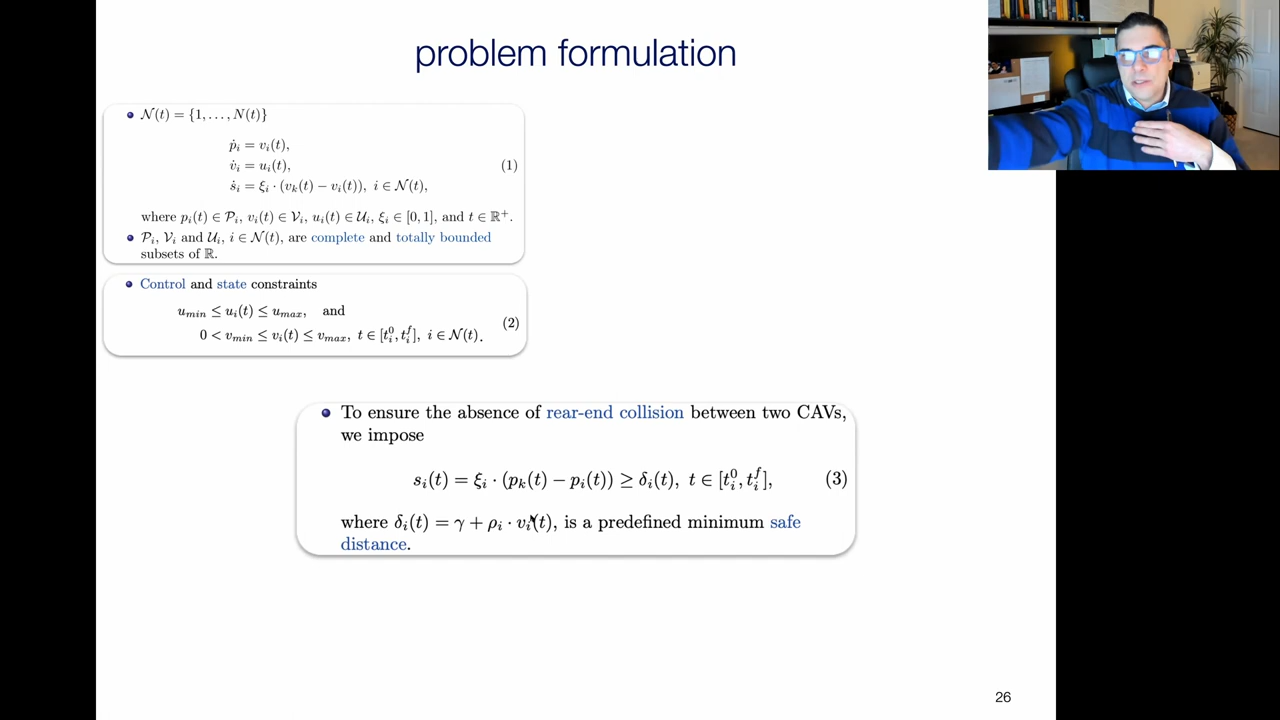 problem formulation
𝒩(t) = {1, . . . , N(t)}
ṗᵢ = vᵢ(t),
v̇ᵢ = uᵢ(t), (1)
ṡᵢ = ξᵢ · (vₖ(t) − vᵢ(t)), i ∈ 𝒩(t),
where pᵢ(t) ∈ 𝒫ᵢ, vᵢ(t) ∈ 𝒱ᵢ, uᵢ(t) ∈ 𝒰ᵢ, ξᵢ ∈ [0, 1], and t ∈ ℝ⁺.
𝒫ᵢ, 𝒱ᵢ and 𝒰ᵢ, i ∈ 𝒩(t), are complete and totally bounded
subsets of ℝ.
Control and state constraints
u_min ≤ uᵢ(t) ≤ u_max, and
0 < v_min ≤ vᵢ(t) ≤ v_max, t ∈ [tᵢ⁰, tᵢᶠ], i ∈ 𝒩(t). (2)
To ensure the absence of rear-end collision between two CAVs,
we impose
sᵢ(t) = ξᵢ · (pₖ(t) − pᵢ(t)) ≥ δᵢ(t), t ∈ [tᵢ⁰, tᵢᶠ], (3)
where δᵢ(t) = γ + ρᵢ · vᵢ(t), is a predefined minimum safe
distance.
26